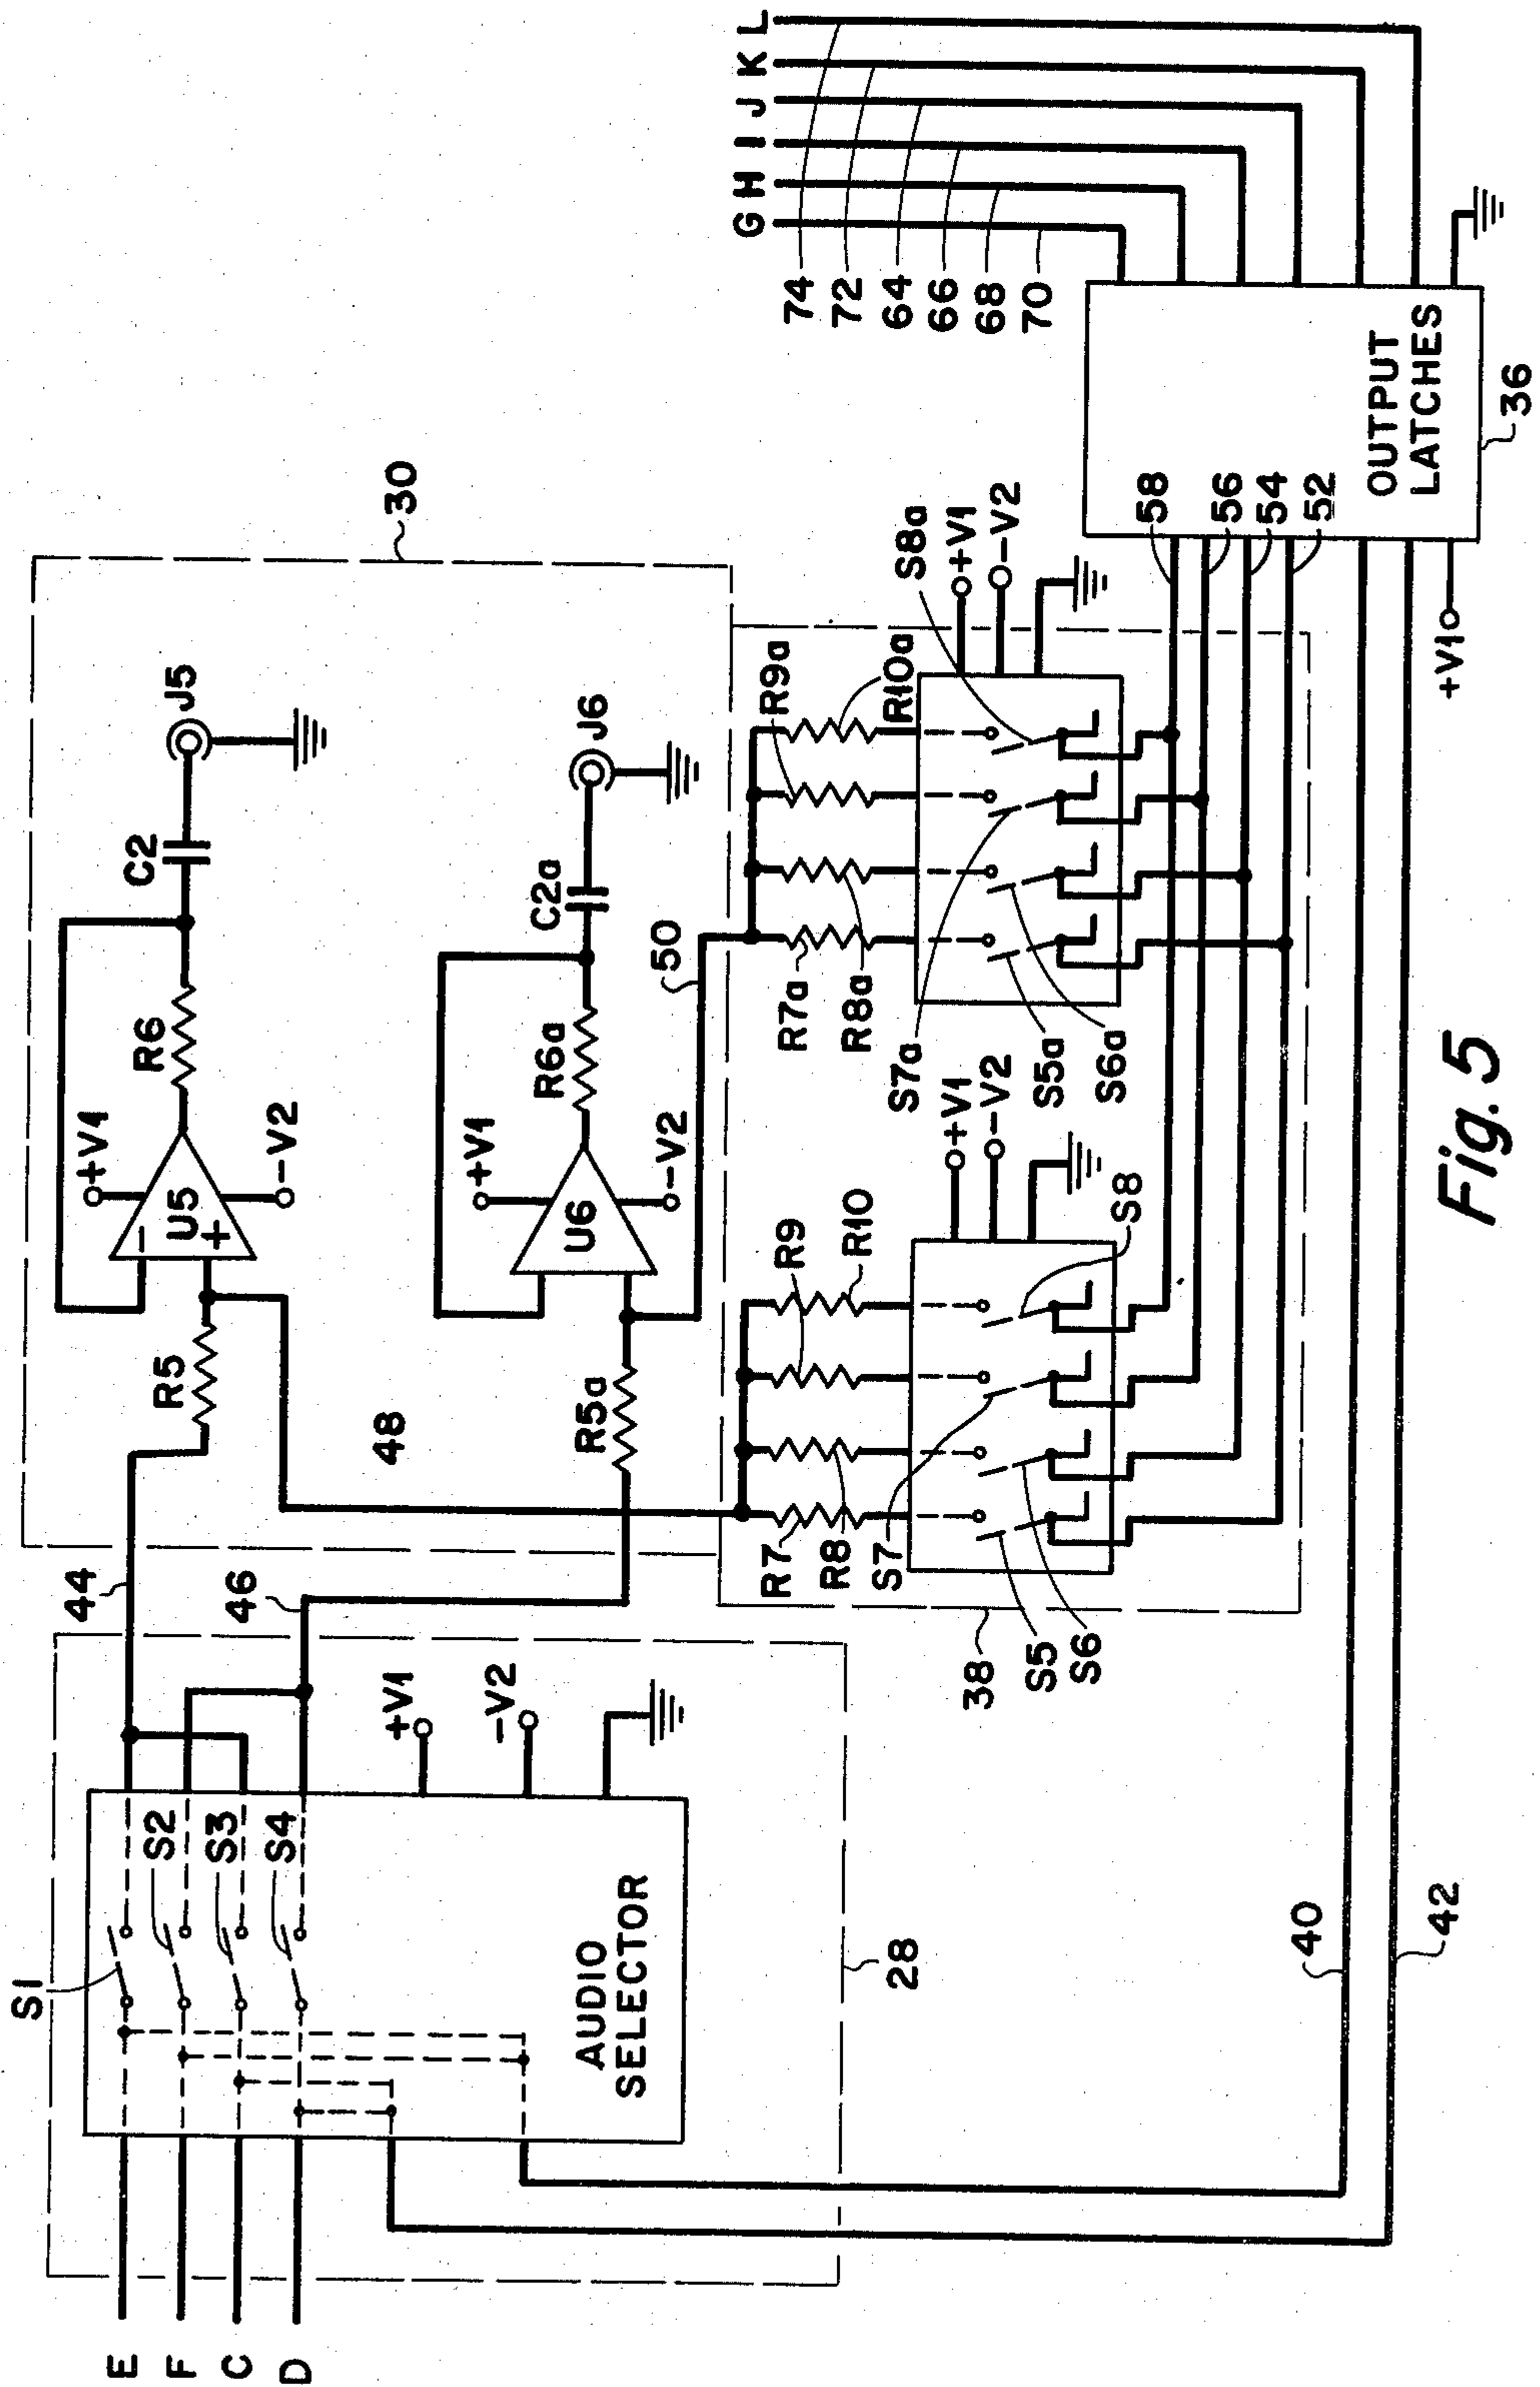 E
F
C
D
S1
S2
S3
S4
AUDIO
SELECTOR
28
+V1
-V2
44
46
R5
+V1
U5
-
+
-V2
R6
C2
J5
48
R5a
+V1
U6
-V2
R6a
C2a
J6
50
30
R7
R8
R9
R10
S7
S5
S6
S8
38
+V1
-V2
R7a
R8a
R9a
R10a
S7a
S5a
S6a
S8a
+V1
-V2
58
56
54
52
OUTPUT
LATCHES
36
+V1
40
42
74
72
64
66
68
70
G
H
I
J
K
L
Fig. 5